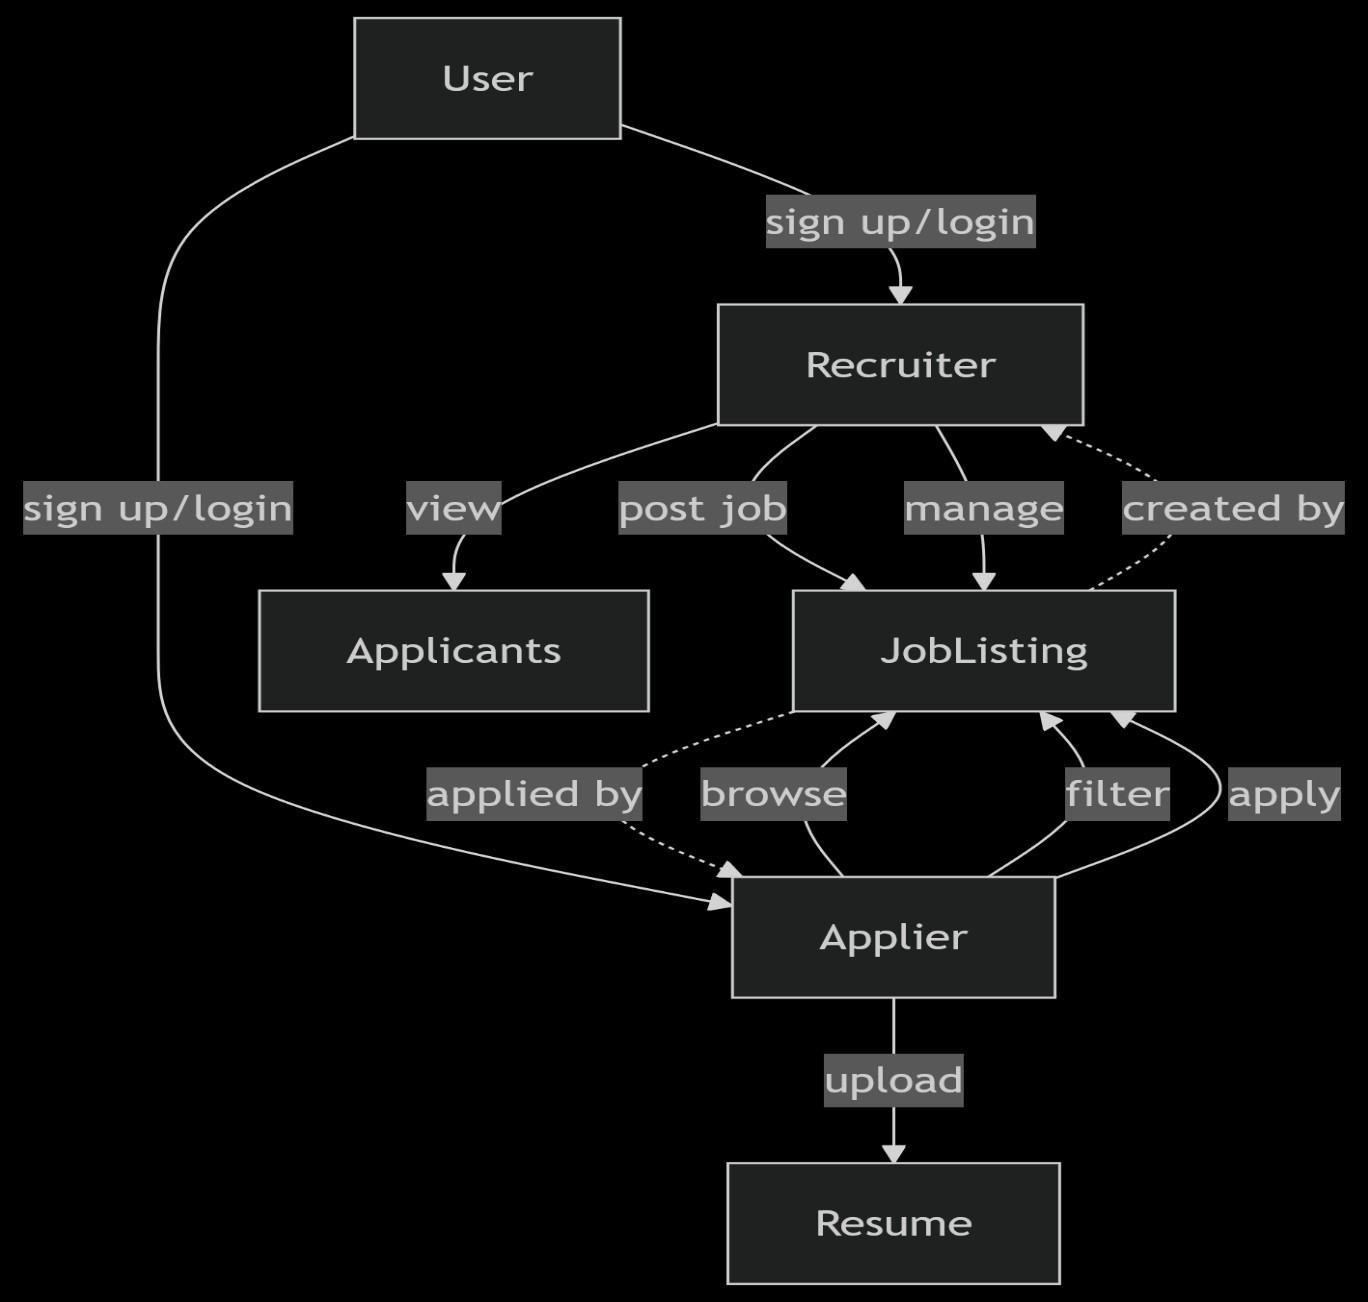 User
sign up/login
Recruiter
sign up/login
view
post job
manage
created by
Applicants
JobListing
applied by
browse
filter
apply
Applier
upload
Resume